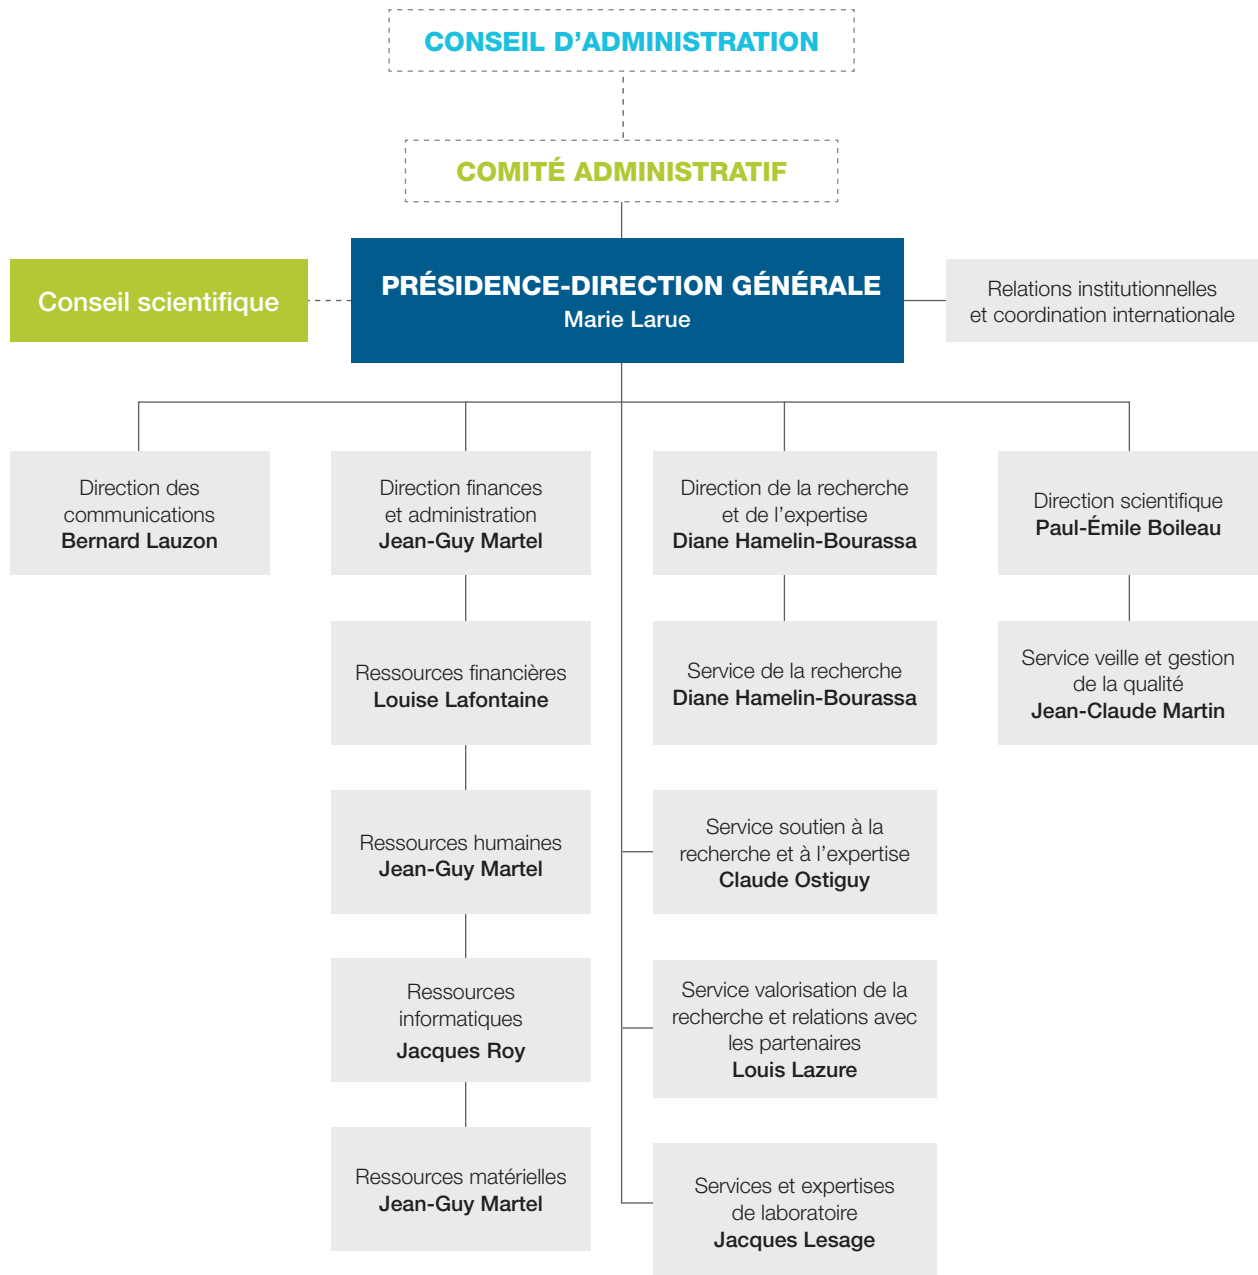 CONSEIL D’ADMINISTRATION
COMITÉ ADMINISTRATIF
Conseil scientifique
PRÉSIDENCE-DIRECTION GÉNÉRALE
Marie Larue
Relations institutionnelles
et coordination internationale
Direction des
communications
Bernard Lauzon
Direction finances
et administration
Jean-Guy Martel
Direction de la recherche
et de l’expertise
Diane Hamelin-Bourassa
Direction scientifique
Paul-Émile Boileau
Ressources financières
Louise Lafontaine
Service de la recherche
Diane Hamelin-Bourassa
Service veille et gestion
de la qualité
Jean-Claude Martin
Ressources humaines
Jean-Guy Martel
Service soutien à la
recherche et à l’expertise
Claude Ostiguy
Ressources
informatiques
Jacques Roy
Service valorisation de la
recherche et relations avec
les partenaires
Louis Lazure
Ressources matérielles
Jean-Guy Martel
Services et expertises
de laboratoire
Jacques Lesage